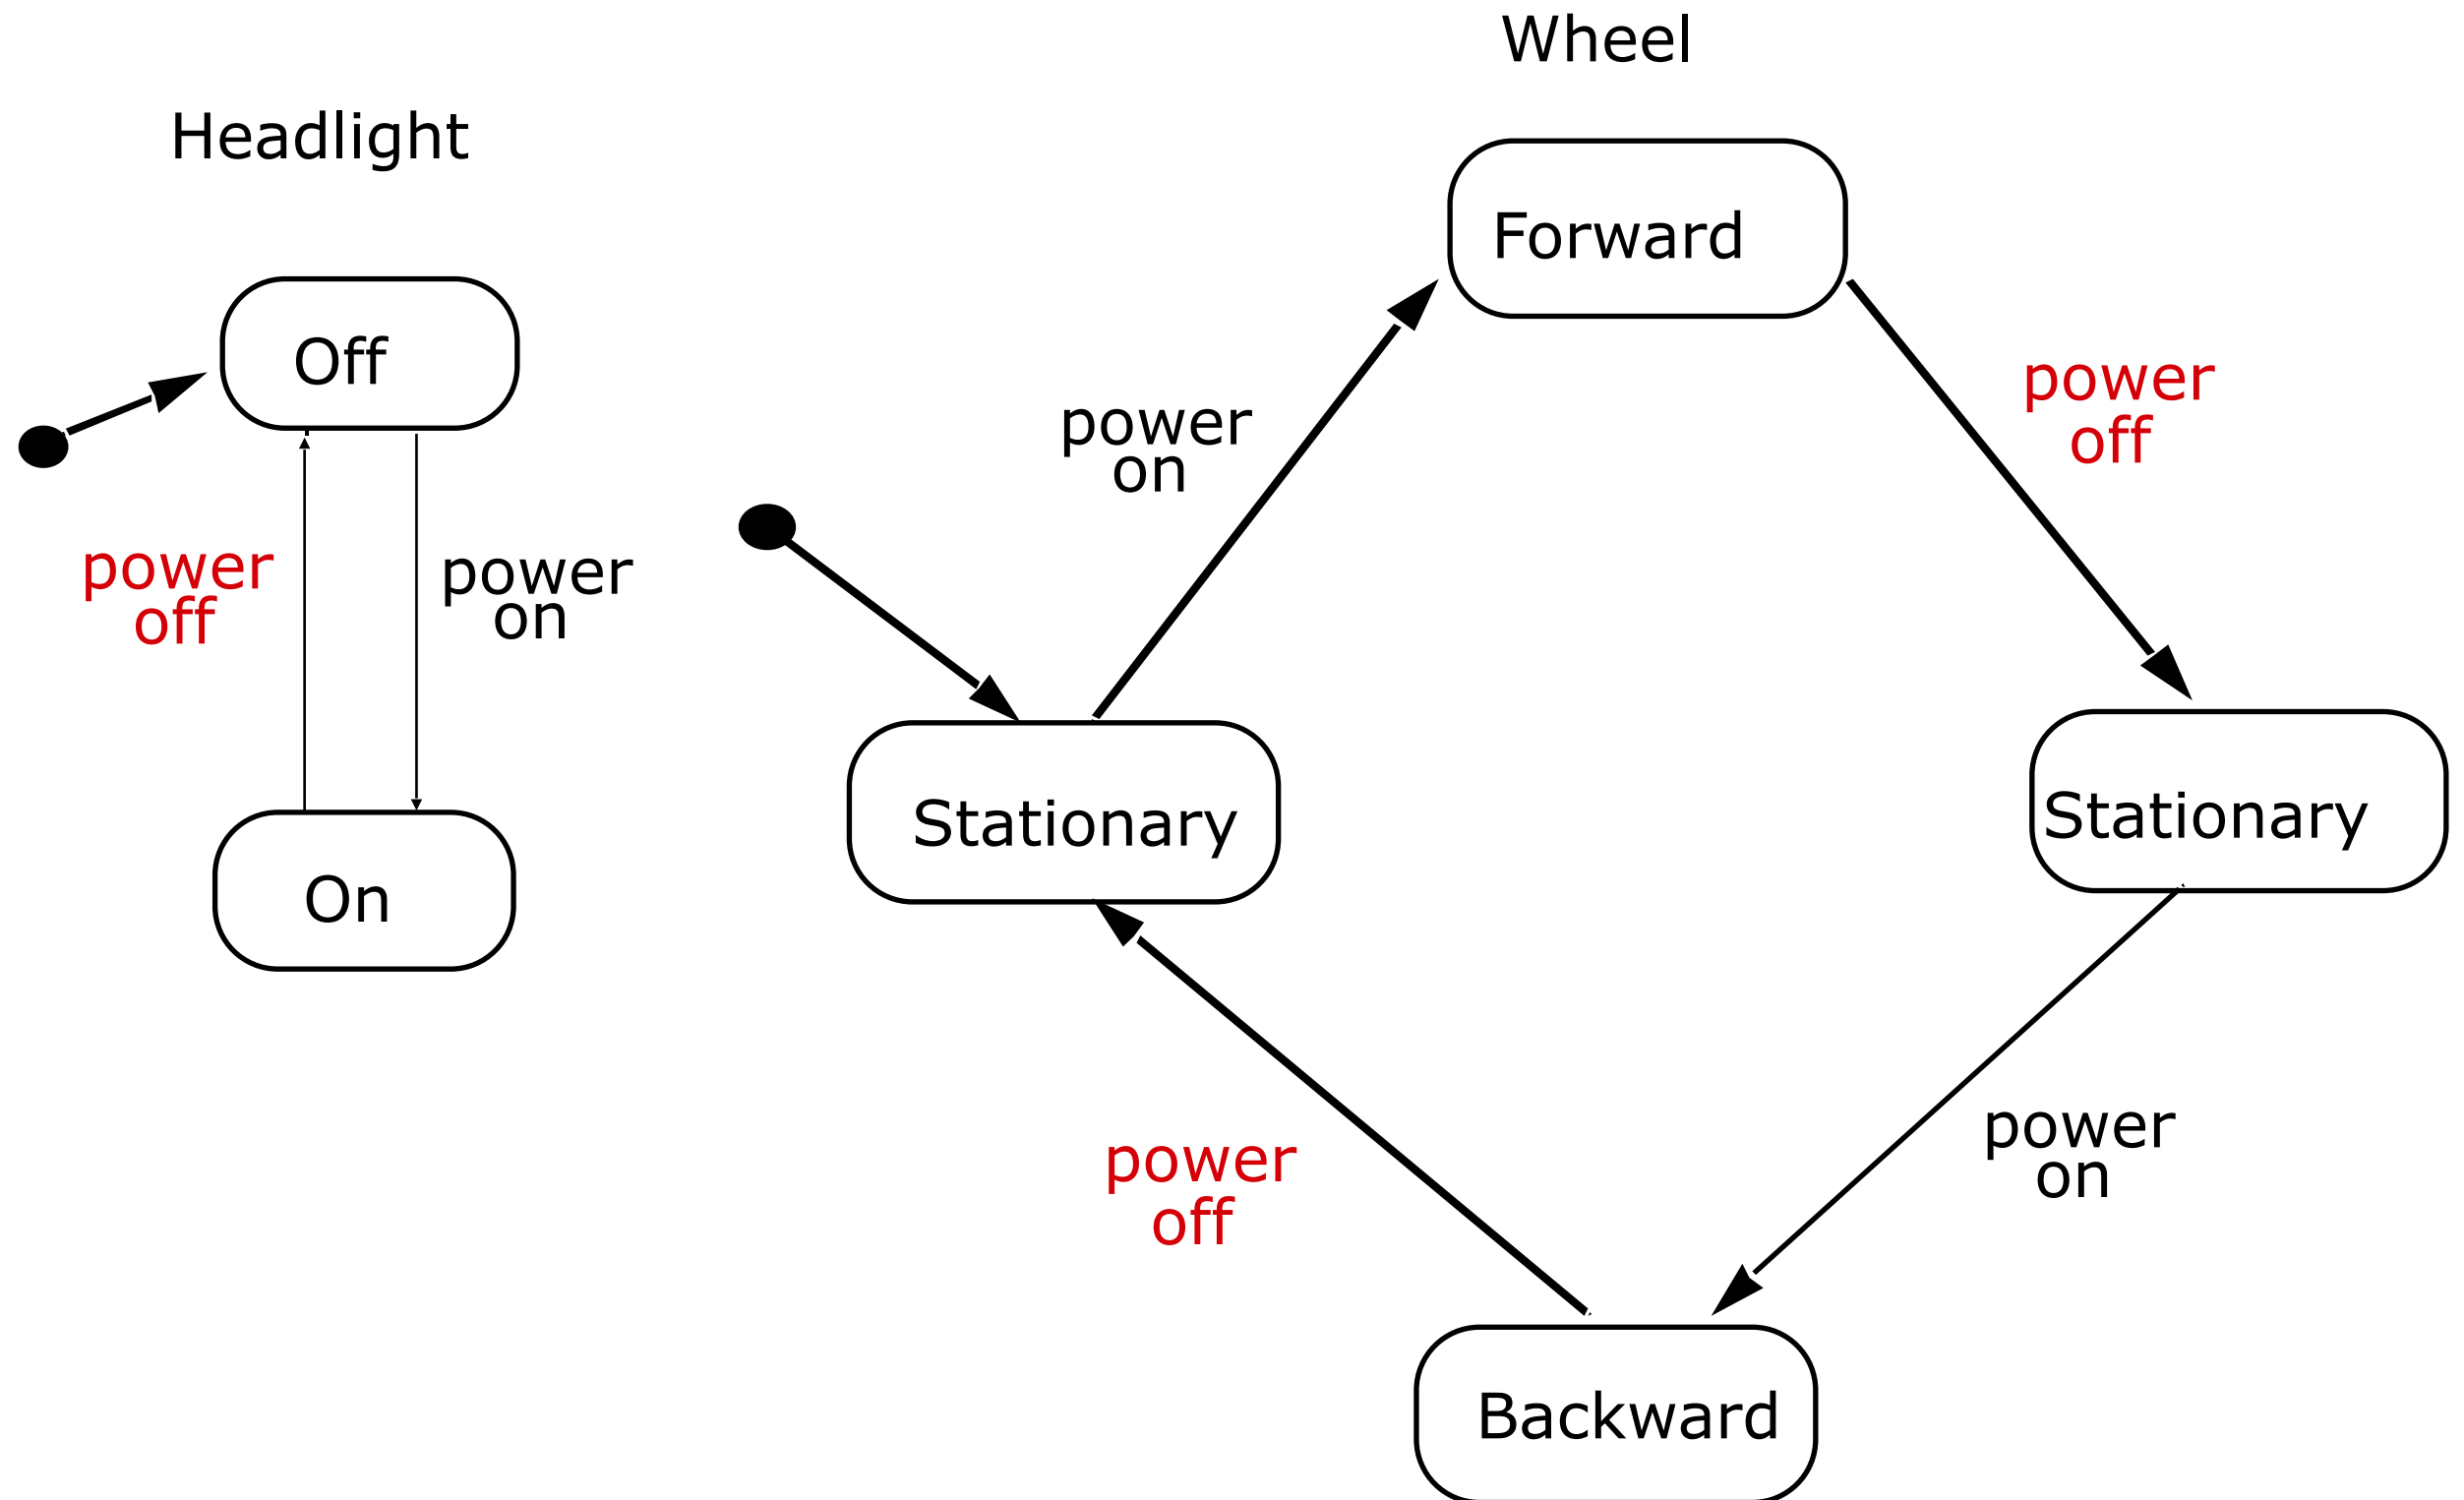 Wheel
Headlight
Forward
Off
power
off
power
on
power
off
power
on
Stationary
Stationary
On
power
on
power
off
Backward